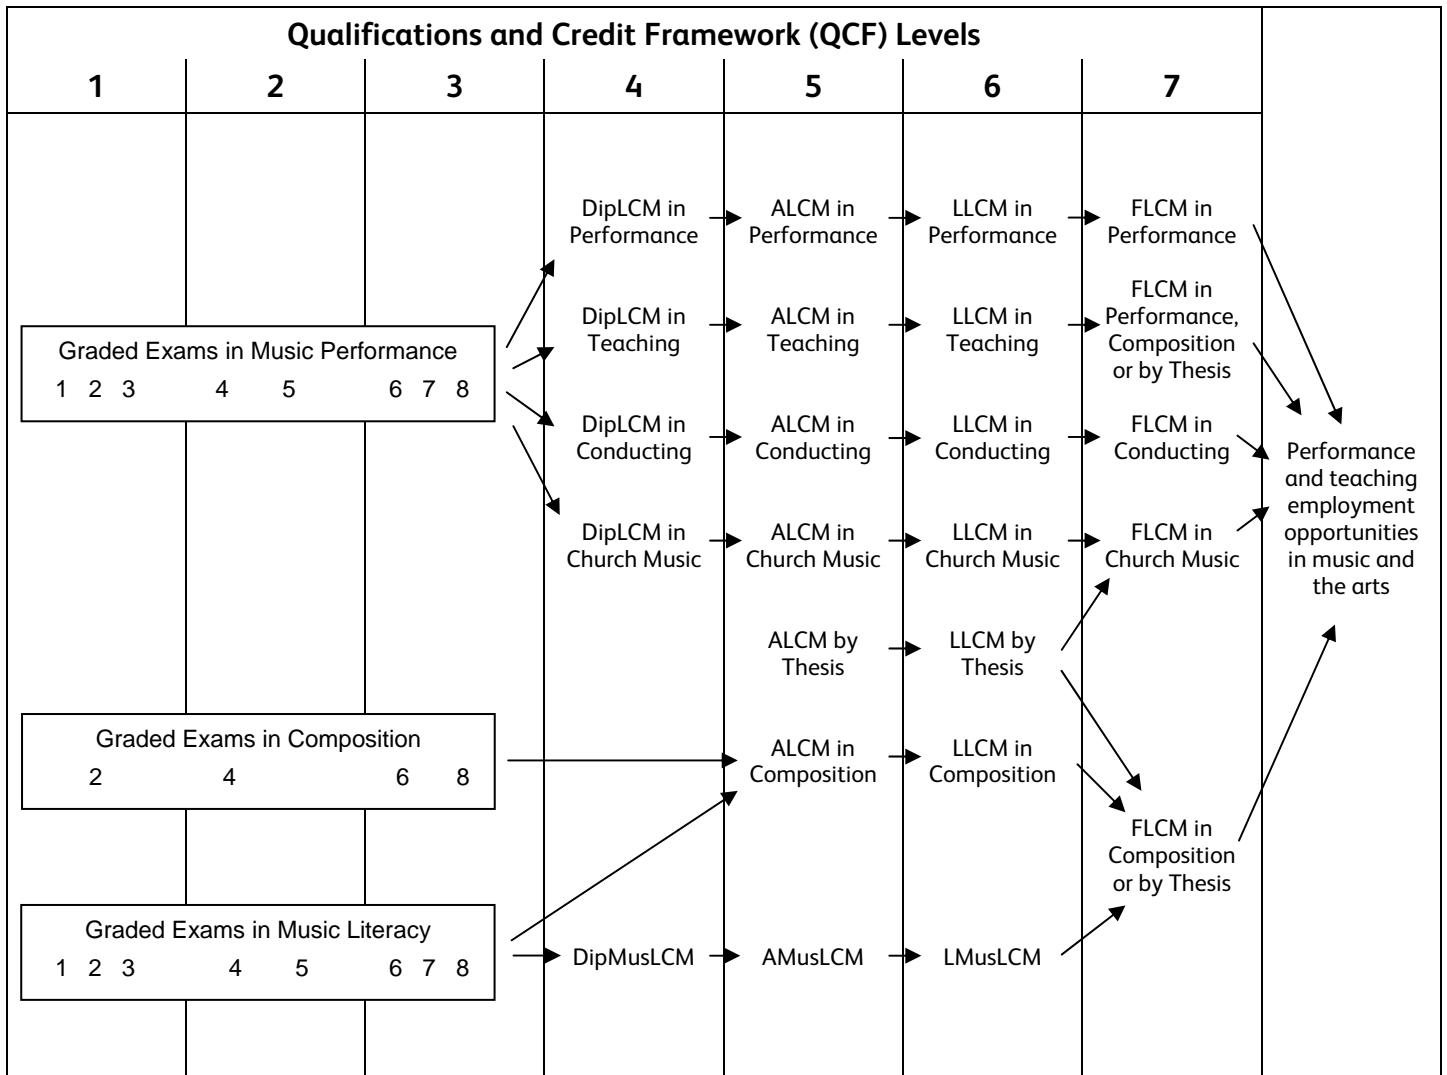 Qualifications and Credit Framework (QCF) Levels
1 2 3 4 5 6 7
DipLCM in
Performance
ALCM in
Performance
LLCM in
Performance
FLCM in
Performance
Graded Exams in Music Performance
1 2 3 4 5 6 7 8
DipLCM in
Teaching
ALCM in
Teaching
LLCM in
Teaching
FLCM in
Performance,
Composition
or by Thesis
DipLCM in
Conducting
ALCM in
Conducting
LLCM in
Conducting
FLCM in
Conducting
Performance
and teaching
employment
opportunities
in music and
the arts
DipLCM in
Church Music
ALCM in
Church Music
LLCM in
Church Music
FLCM in
Church Music
ALCM by
Thesis
LLCM by
Thesis
Graded Exams in Composition
2 4 6 8
ALCM in
Composition
LLCM in
Composition
FLCM in
Composition
or by Thesis
Graded Exams in Music Literacy
1 2 3 4 5 6 7 8
DipMusLCM
AMusLCM
LMusLCM